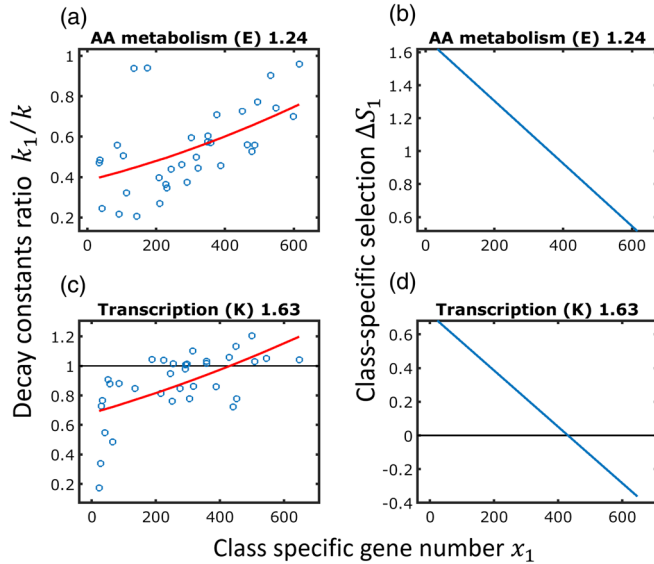 (a)
AA metabolism (E) 1.24
1
0.8
0.6
0.4
0.2
0 200 400 600
(b)
AA metabolism (E) 1.24
1.6
1.4
1.2
1
0.8
0.6
0 200 400 600
(c)
Transcription (K) 1.63
1.2
1
0.8
0.6
0.4
0.2
0 200 400 600
(d)
Transcription (K) 1.63
0.6
0.4
0.2
0
-0.2
-0.4
0 200 400 600
Decay constants ratio k₁/k
Class-specific selection ΔS₁
Class specific gene number x₁